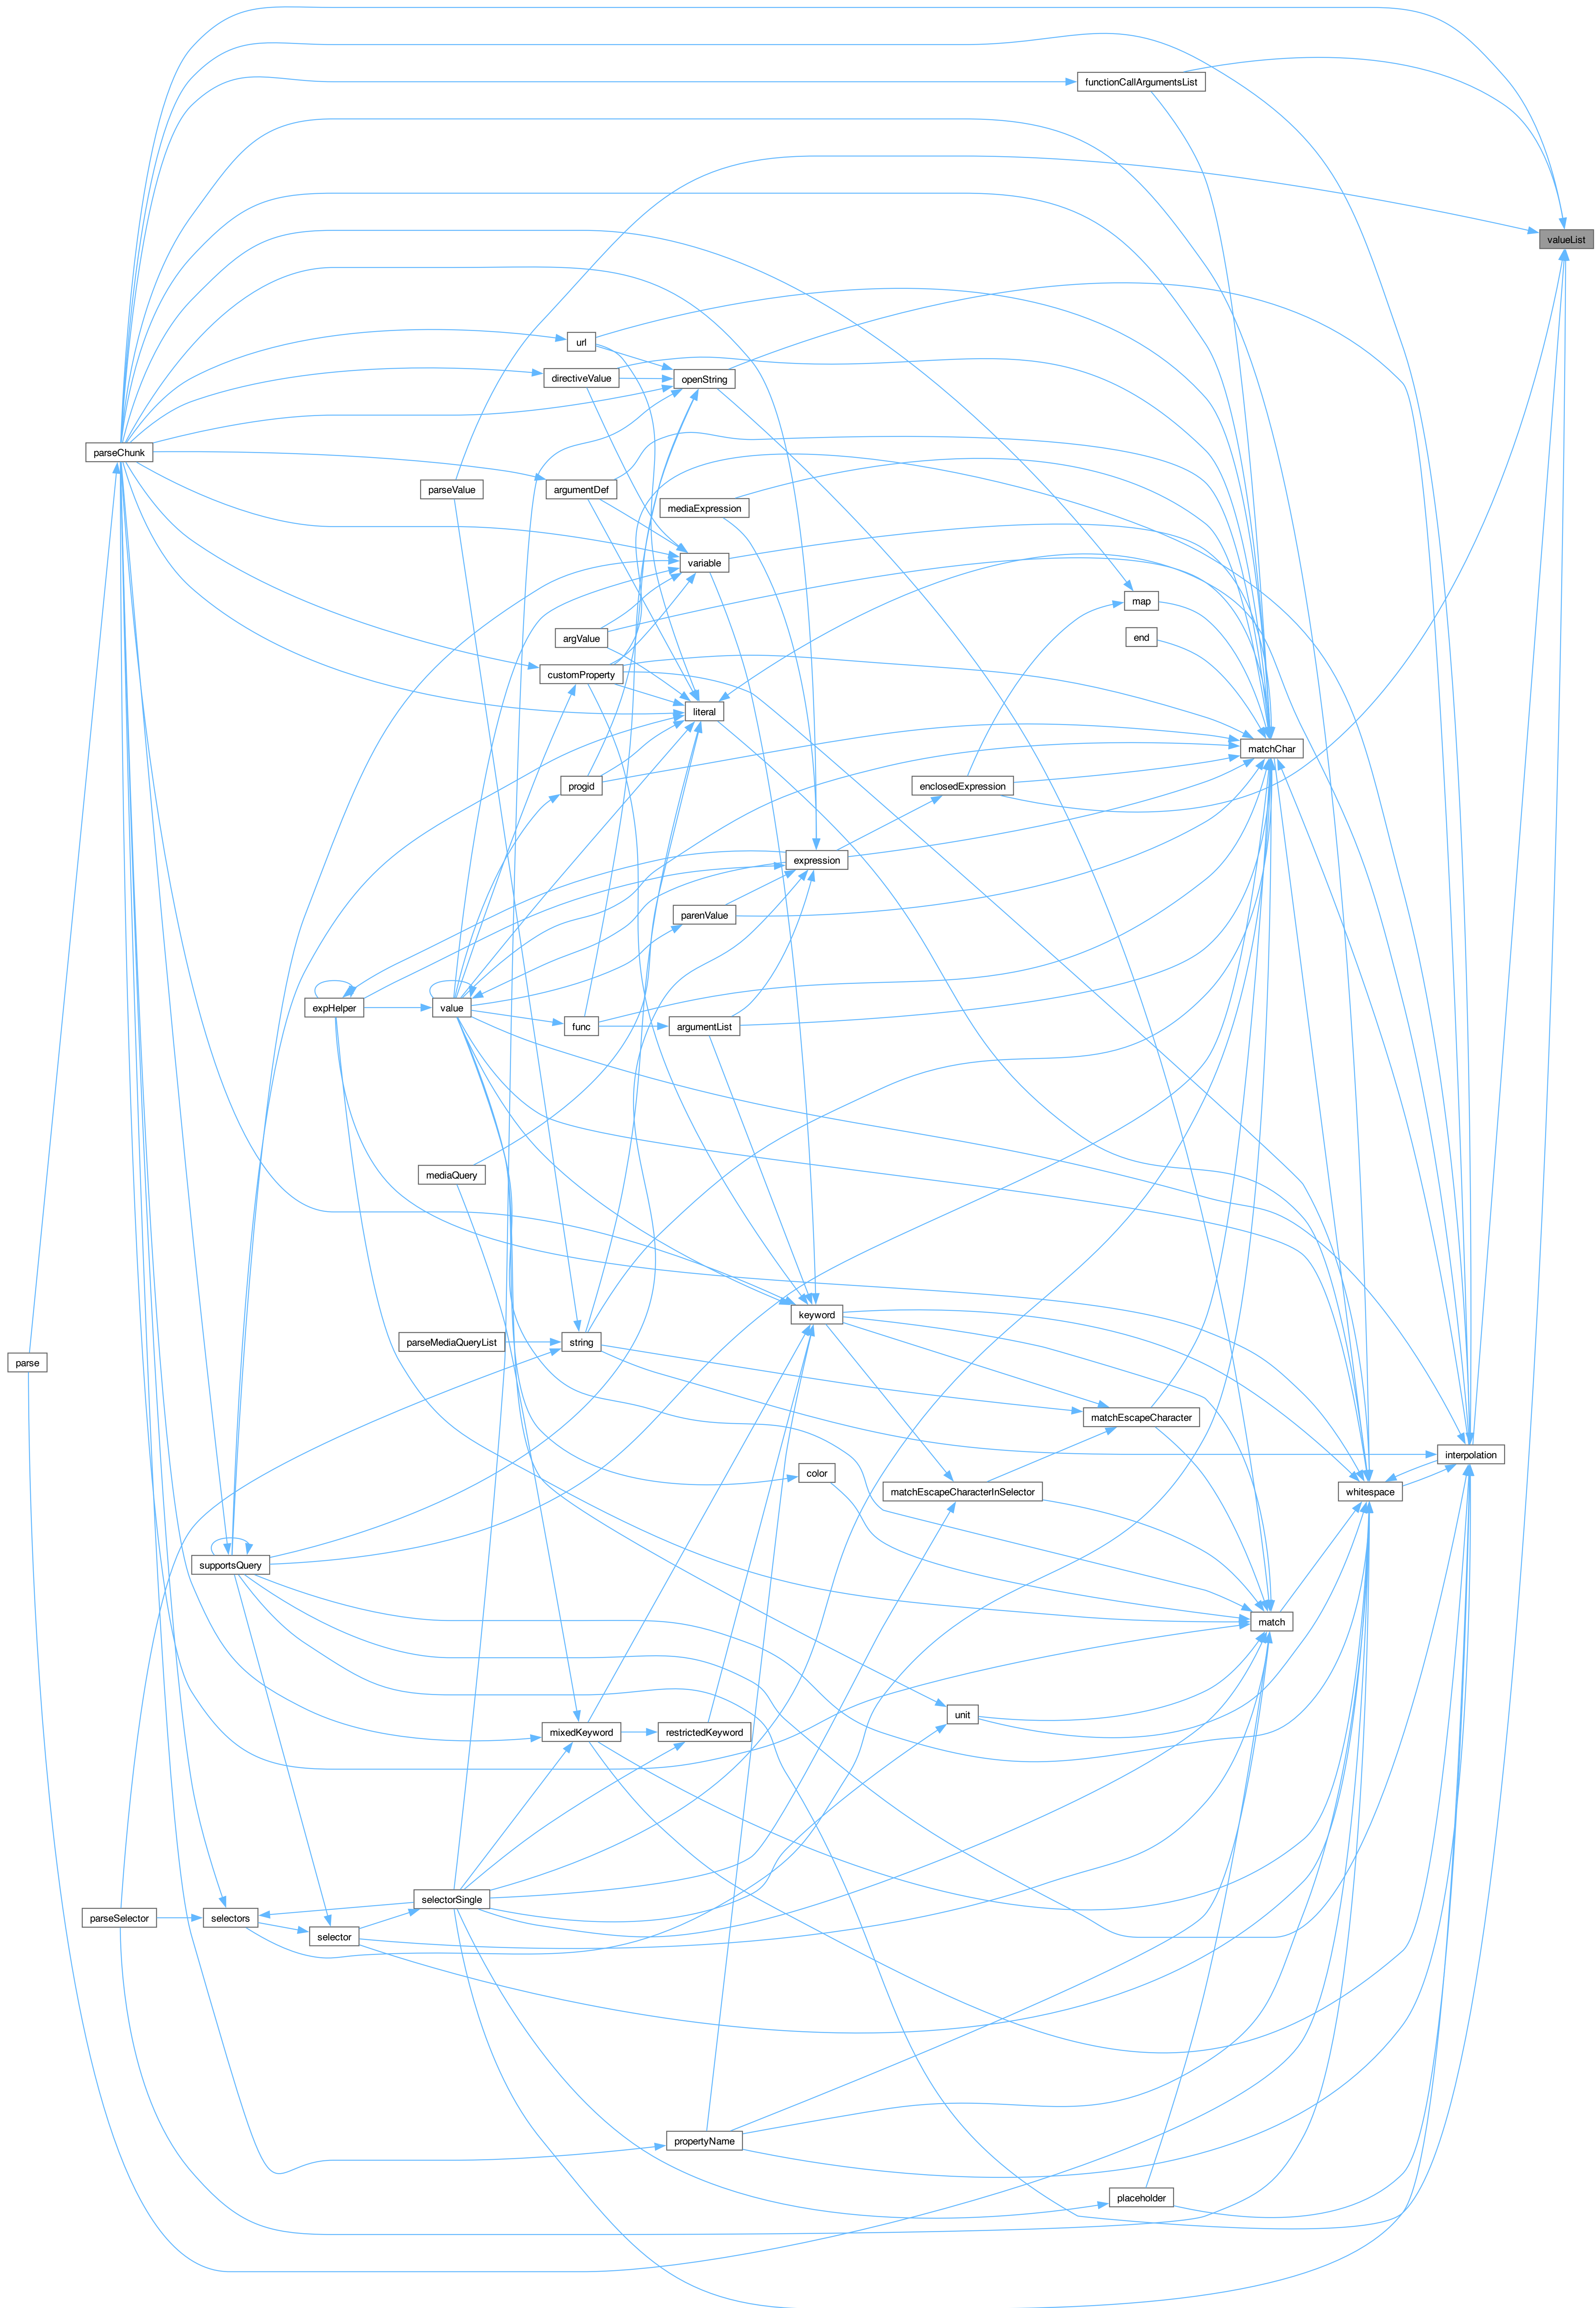 functionCallArgumentsList
valueList
url
directiveValue
openString
parseChunk
parseValue
argumentDef
mediaExpression
variable
map
end
argValue
customProperty
literal
matchChar
progid
enclosedExpression
expression
parenValue
expHelper
value
func
argumentList
mediaQuery
keyword
parseMediaQueryList
string
parse
matchEscapeCharacter
interpolation
color
matchEscapeCharacterInSelector
whitespace
supportsQuery
match
unit
mixedKeyword
restrictedKeyword
selectorSingle
parseSelector
selectors
selector
propertyName
placeholder